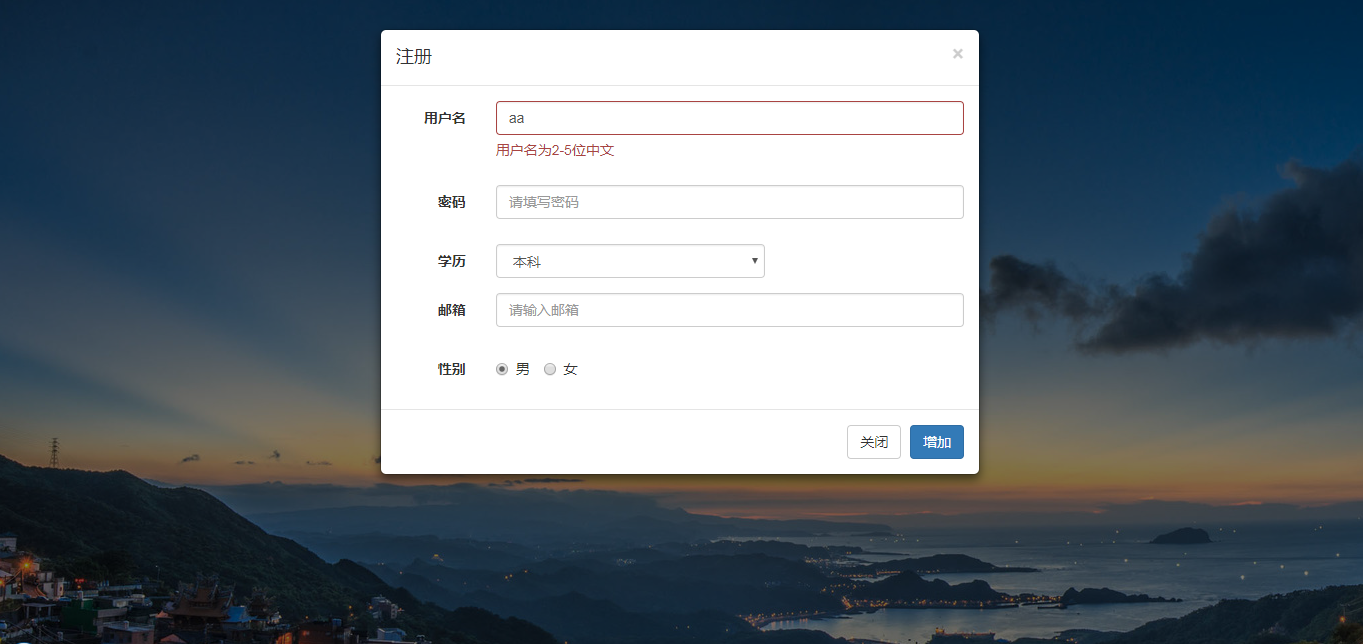 注册 ×
用户名 aa
用户名为2-5位中文
密码 请填写密码
学历 本科
邮箱 请输入邮箱
性别 男 女
关闭 增加